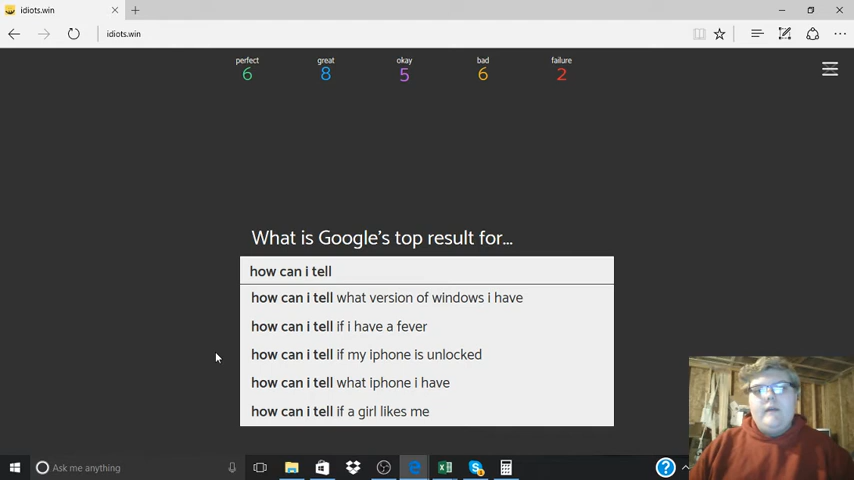 idiots.win
idiots.win
perfect great okay bad failure
6 8 5 6 2
What is Google's top result for...
how can i tell
how can i tell what version of windows i have
how can i tell if i have a fever
how can i tell if my iphone is unlocked
how can i tell what iphone i have
how can i tell if a girl likes me
Ask me anything